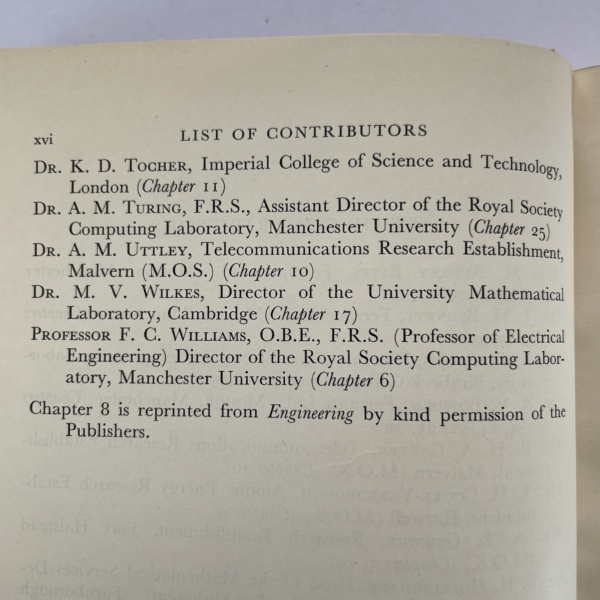 xvi LIST OF CONTRIBUTORS
DR. K. D. TOCHER, Imperial College of Science and Technology,
London (Chapter 11)
DR. A. M. TURING, F.R.S., Assistant Director of the Royal Society
Computing Laboratory, Manchester University (Chapter 25)
DR. A. M. UTTLEY, Telecommunications Research Establishment,
Malvern (M.O.S.) (Chapter 10)
DR. M. V. WILKES, Director of the University Mathematical
Laboratory, Cambridge (Chapter 17)
PROFESSOR F. C. WILLIAMS, O.B.E., F.R.S. (Professor of Electrical
Engineering) Director of the Royal Society Computing Labor-
atory, Manchester University (Chapter 6)
Chapter 8 is reprinted from Engineering by kind permission of the
Publishers.